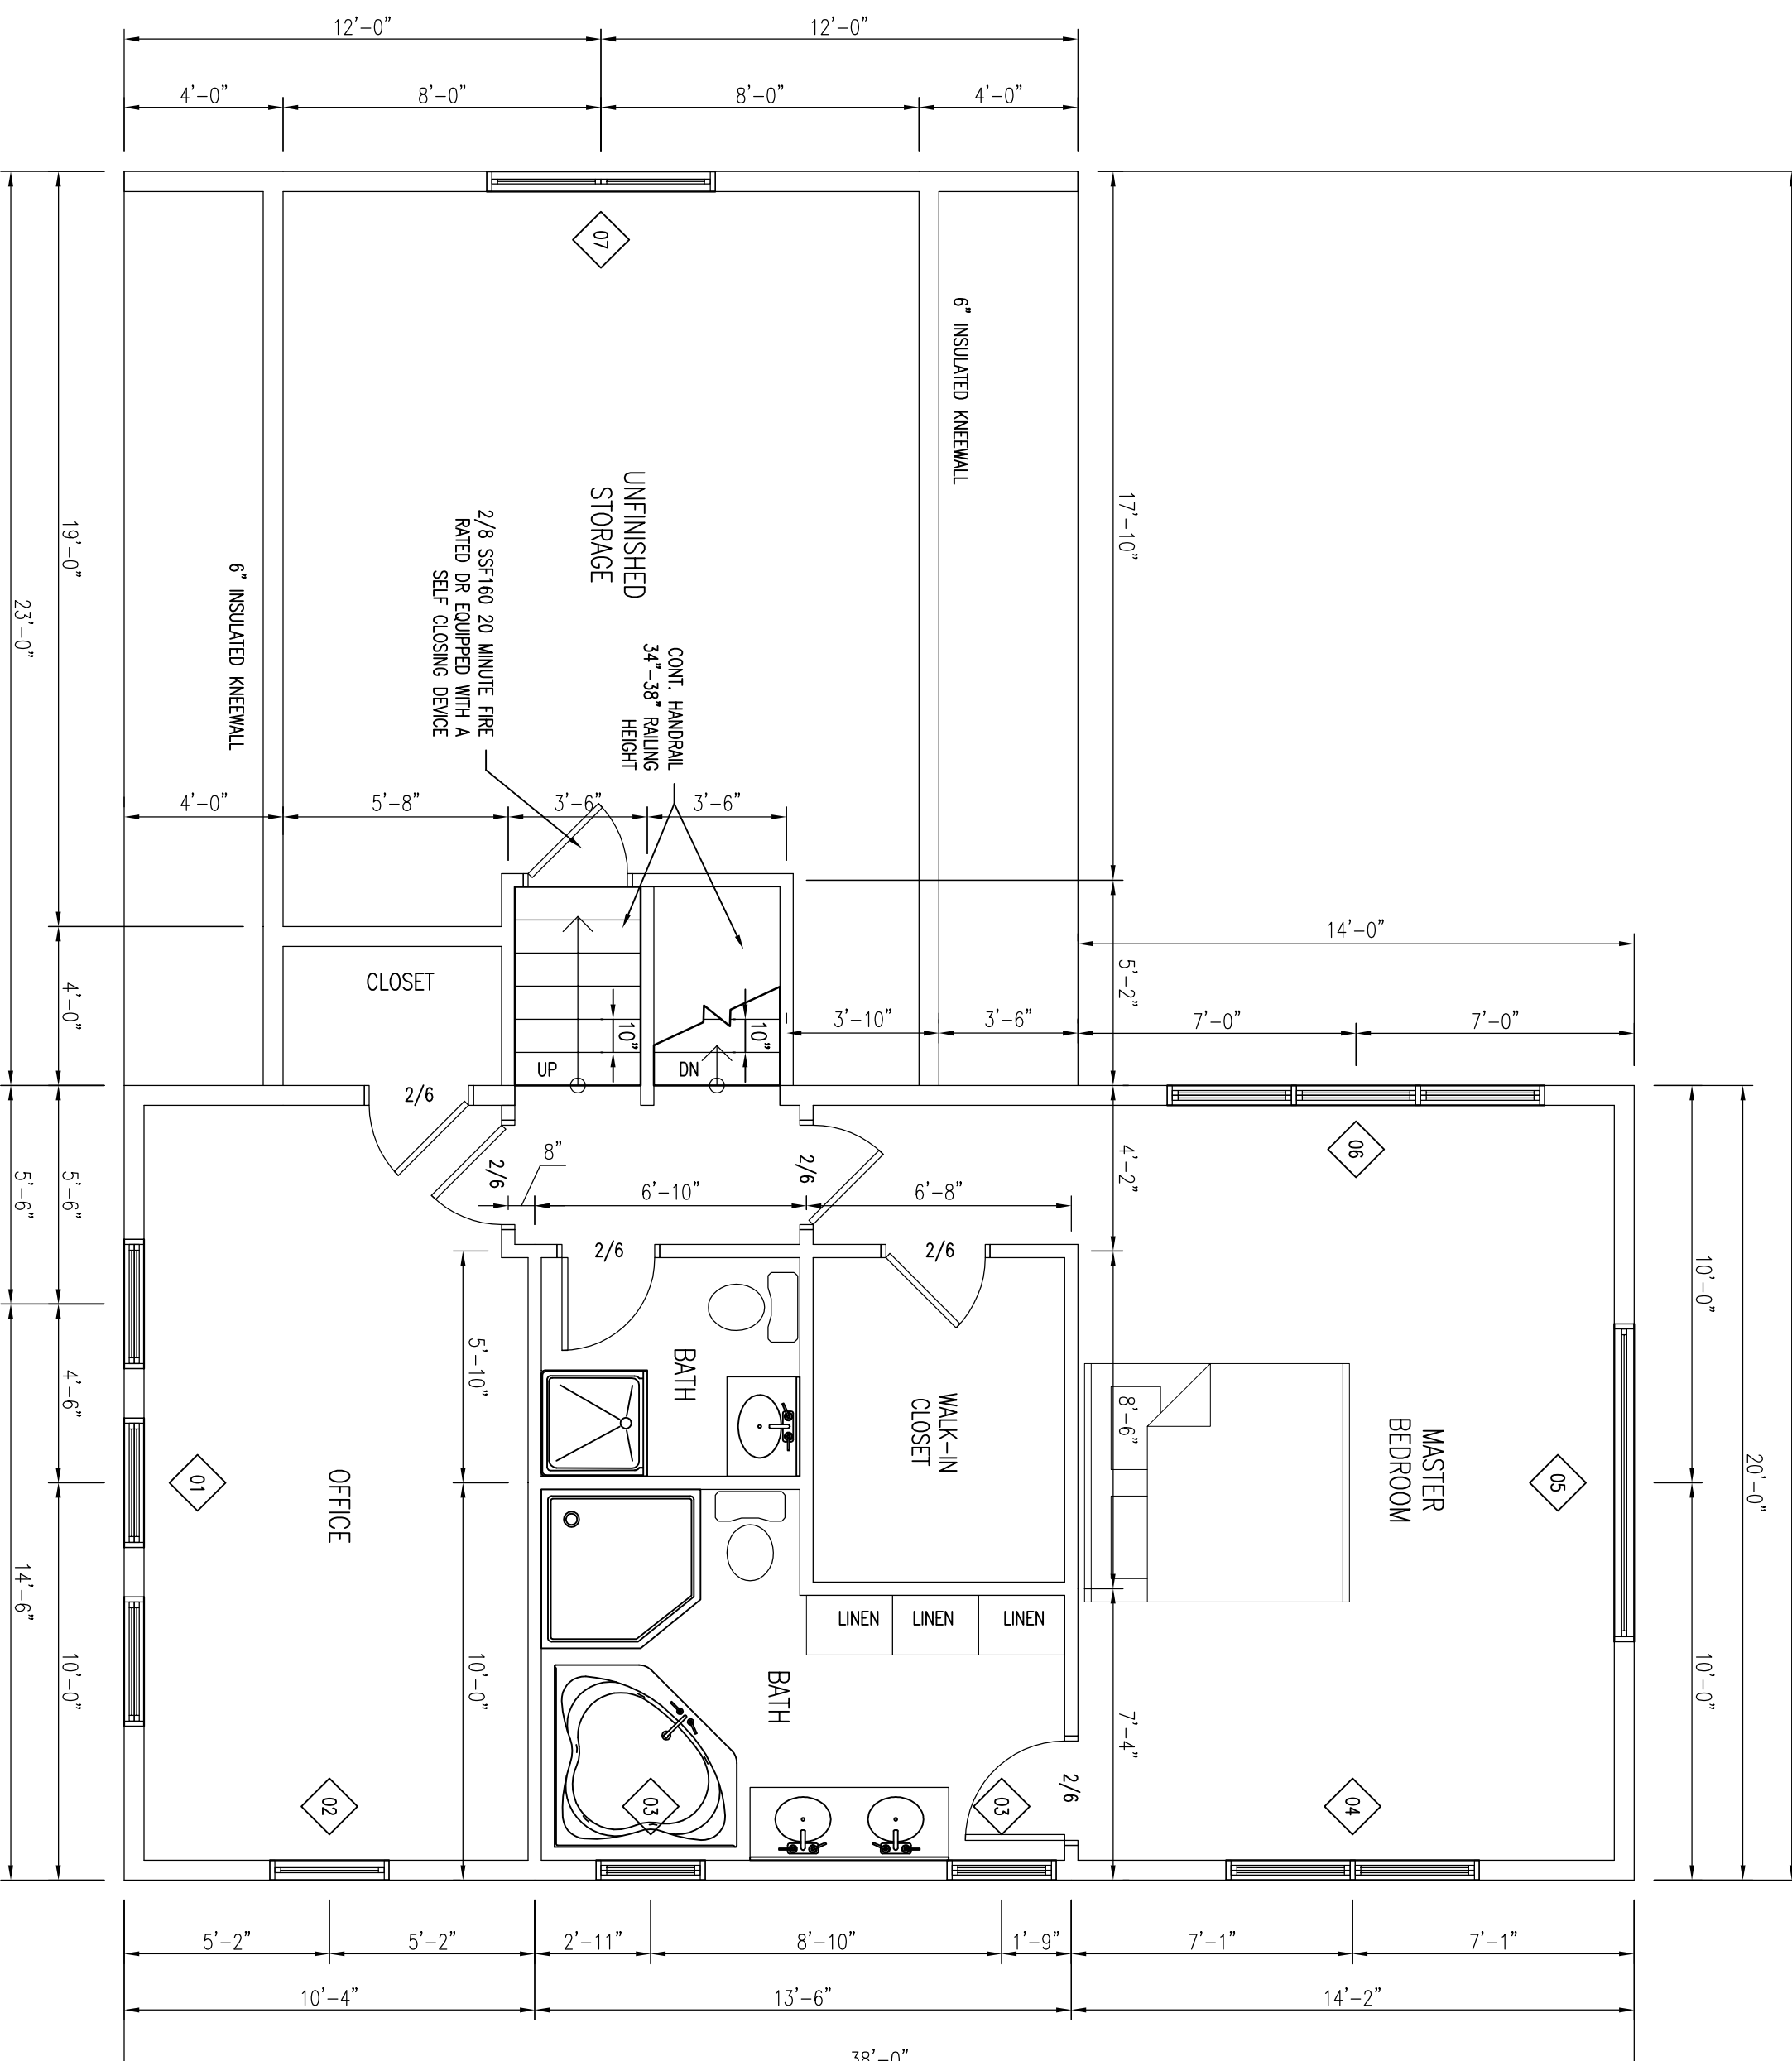 12'-0"
12'-0"
4'-0"
8'-0"
8'-0"
4'-0"
07
6" INSULATED KNEEWALL
17'-10"
UNFINISHED
STORAGE
2/8 SSF160 20 MINUTE FIRE
RATED DR EQUIPPED WITH A
SELF CLOSING DEVICE
19'-0"
23'-0"
6" INSULATED KNEEWALL
CONT. HANDRAIL
34"-38" RAILING
HEIGHT
4'-0"
5'-8"
3'-6"
3'-6"
14'-0"
CLOSET
4'-0"
5'-2"
10"
10"
3'-10"
3'-6"
7'-0"
7'-0"
UP
DN
2/6
8"
2/6
2/6
06
4'-2"
5'-6"
5'-6"
6'-10"
6'-8"
2/6
2/6
10'-0"
20'-0"
5'-10"
BATH
WALK-IN
CLOSET
8'-6"
MASTER
BEDROOM
05
4'-6"
01
OFFICE
14'-6"
10'-0"
10'-0"
LINEN
LINEN
LINEN
BATH
7'-4"
10'-0"
2/6
02
03
03
04
5'-2"
5'-2"
2'-11"
8'-10"
1'-9"
7'-1"
7'-1"
10'-4"
13'-6"
14'-2"
38'-0"